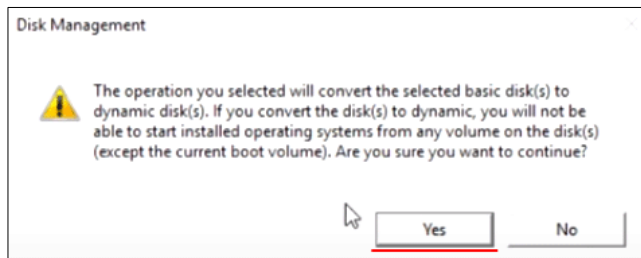 Disk Management
The operation you selected will convert the selected basic disk(s) to
dynamic disk(s). If you convert the disk(s) to dynamic, you will not be
able to start installed operating systems from any volume on the disk(s)
(except the current boot volume). Are you sure you want to continue?
Yes
No